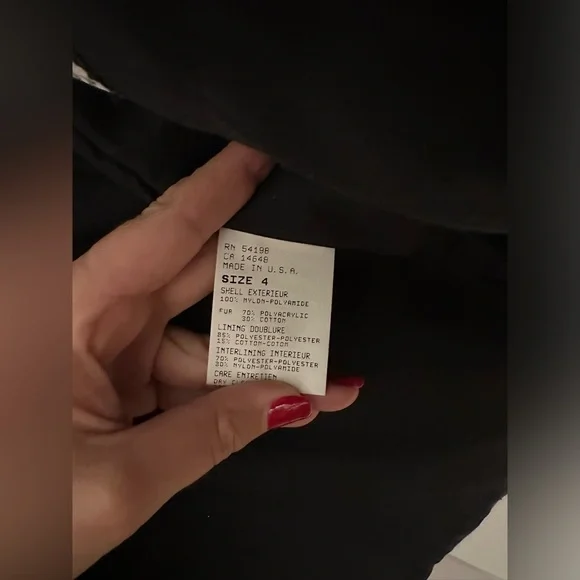 RN 54198
CA 14648
MADE IN U.S.A.
SIZE 4
SHELL EXTERIEUR
100% NYLON-POLYAMIDE
FUR 70% POLYACRYLIC
30% COTTON
LINING DOUBLURE
85% POLYESTER-POLYESTER
15% COTTON-COTON
INTERLINING INTERIEUR
70% POLYESTER-POLYESTER
30% NYLON-POLYAMIDE
CARE ENTRETIEN
DRY